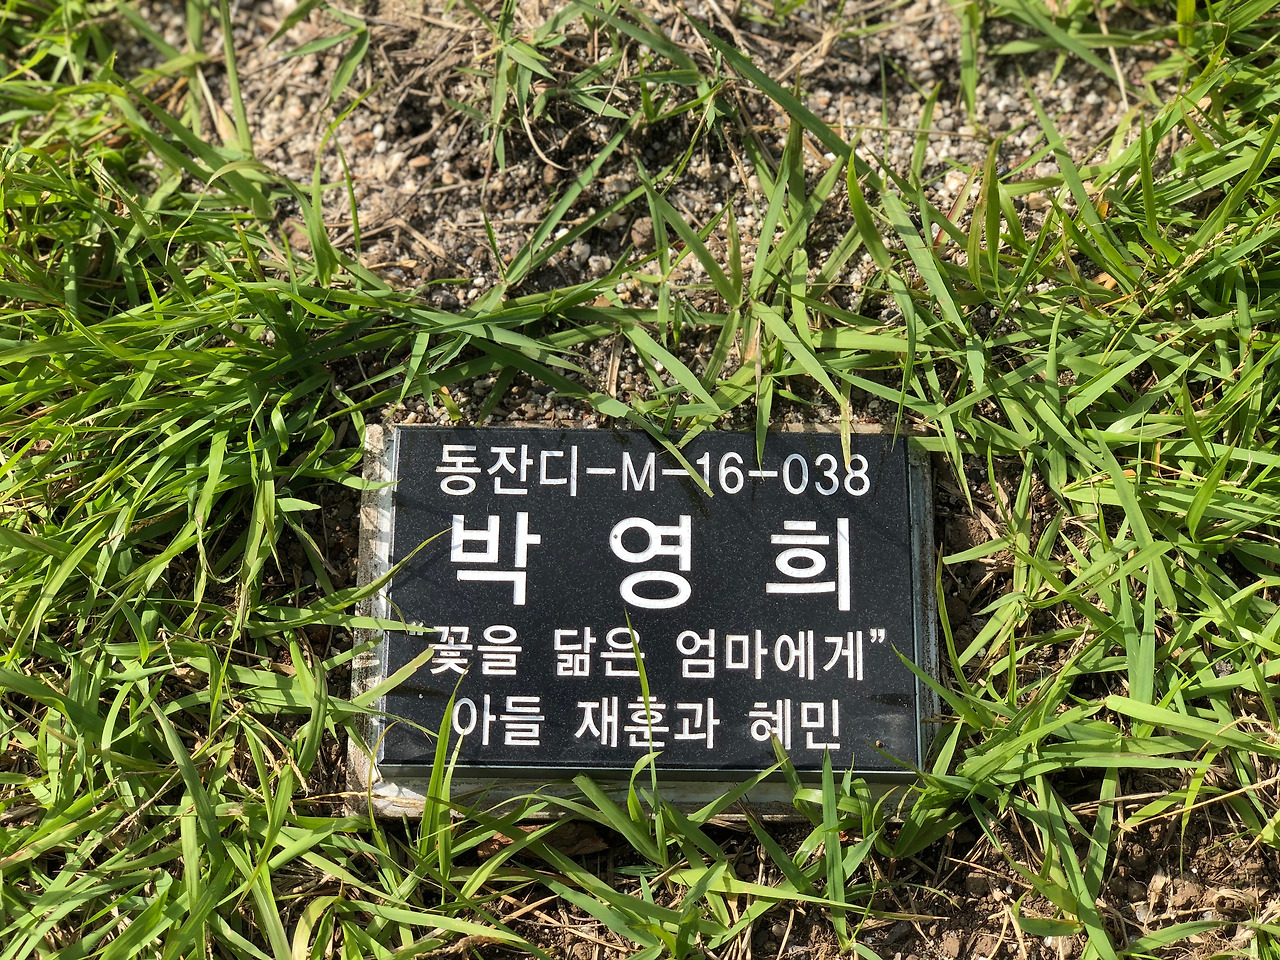 동잔디-M-16-038
박 영 희
“꽃을 닮은 엄마에게”
아들 재훈과 혜민